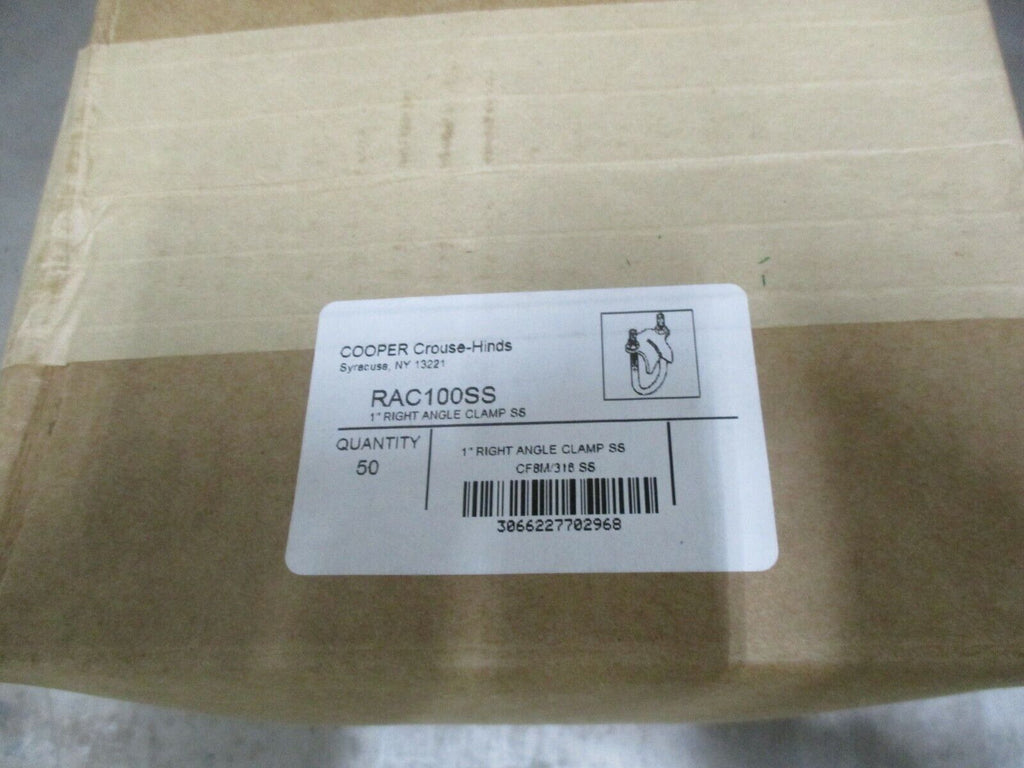 COOPER Crouse-Hinds
Syracuse, NY 13221
RAC100SS
1" RIGHT ANGLE CLAMP SS
QUANTITY
50
1" RIGHT ANGLE CLAMP SS
CF8M/316 SS
3066227702968